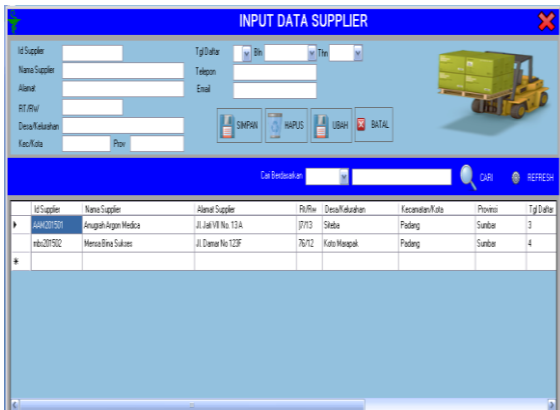 INPUT DATA SUPPLIER
Id Supplier
Nama Supplier
Alamat
RT/RW
Desa/Kelurahan
Kec/Kota Prov
Tgl Daftar Bln Thn
Telepon
Email
SIMPAN HAPUS UBAH BATAL
Cari Berdasarkan CARI REFRESH
Id Supplier Nama Supplier Alamat Supplier Rt/Rw Desa/Kelurahan Kecamatan/Kota Provinsi Tgl Daftar
AAM201501 Anugrah Argon Medica Jl. Jati VII No. 13 A 17/13 Siteba Padang Sumbar 3
mbs201502 Mensa Bina Sukses Jl. Damar No 123F 76/12 Koto Marapak Padang Sumbar 4